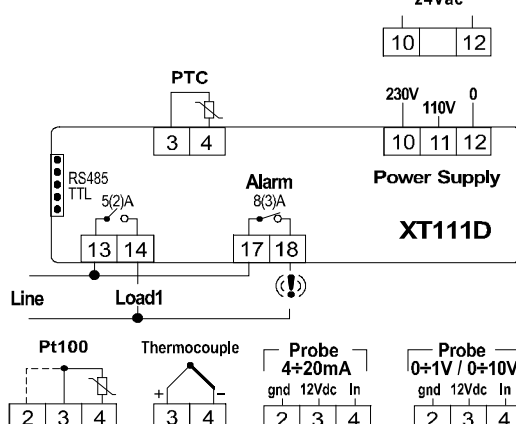 24Vac
10 12
PTC
230V 110V 0
3 4
10 11 12
RS485
TTL
Power Supply
5(2)A
Alarm
8(3)A
XT111D
13 14
17 18
Line
Load1
Pt100
Thermocouple
Probe
4÷20mA
Probe
0÷1V / 0÷10V
+ −
gnd 12Vdc In
gnd 12Vdc In
2 3 4
3 4
2 3 4
2 3 4